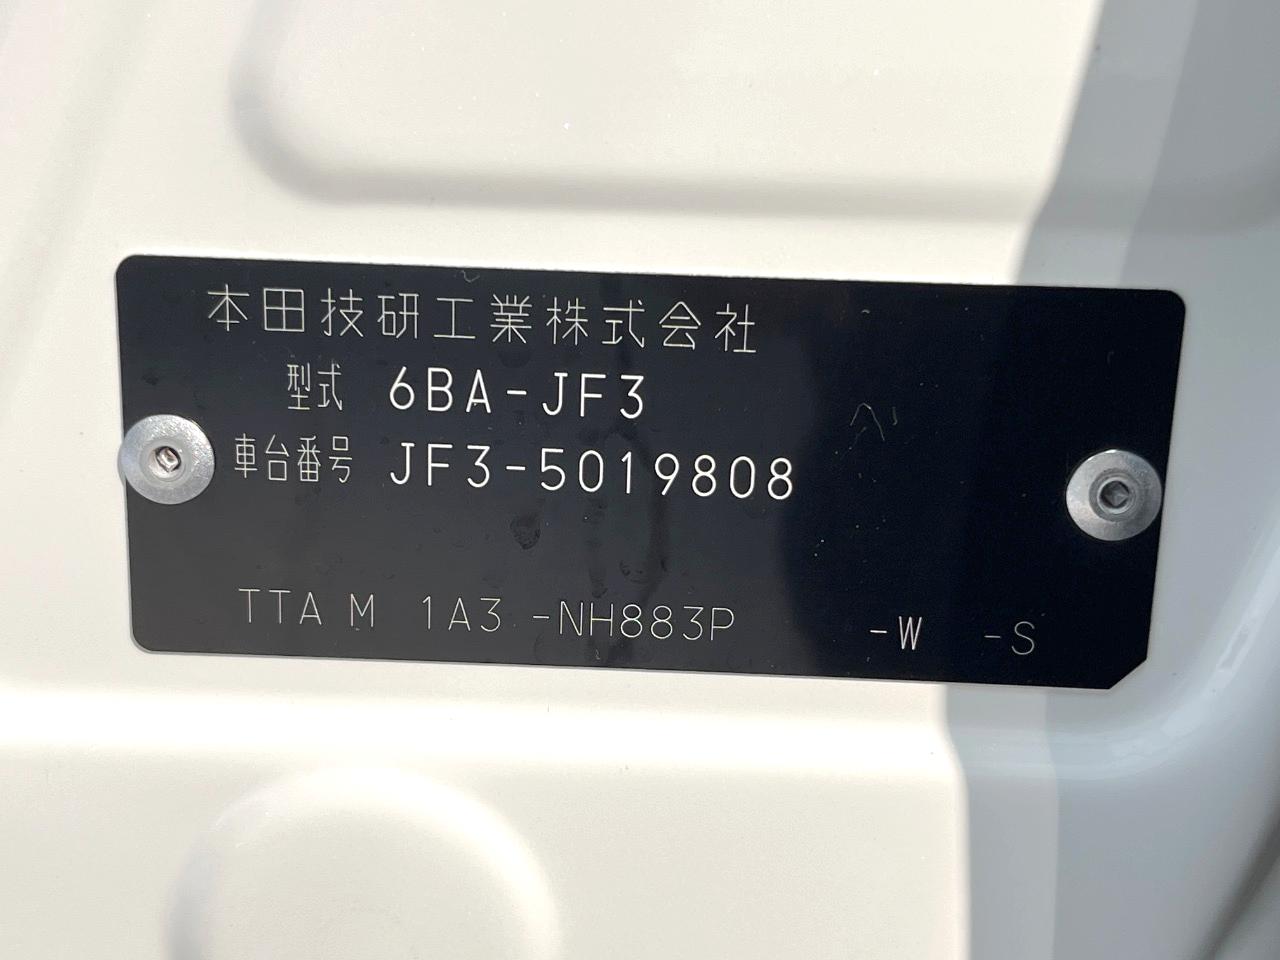 本田技研工業株式会社
型式 6BA-JF3
車台番号 JF3-5019808
TTA M 1A3 -NH883P -W -S